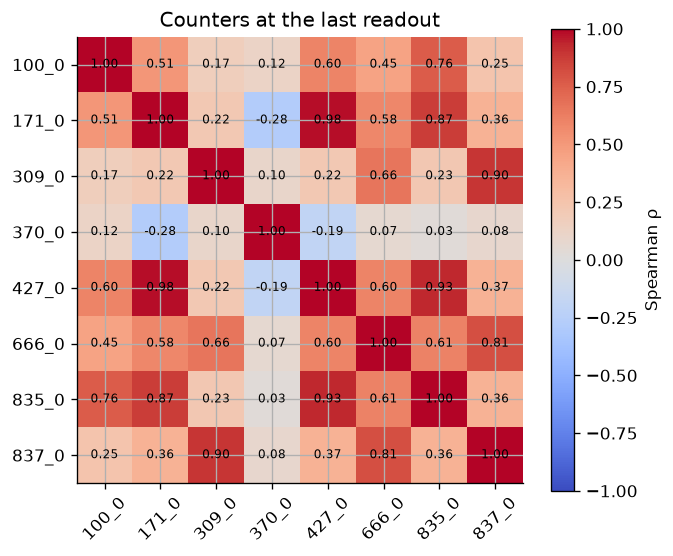 Counters at the last readout
100_0 1.00 0.51 0.17 0.12 0.60 0.45 0.76 0.25
171_0 0.51 1.00 0.22 -0.28 0.98 0.58 0.87 0.36
309_0 0.17 0.22 1.00 0.10 0.22 0.66 0.23 0.90
370_0 0.12 -0.28 0.10 1.00 -0.19 0.07 0.03 0.08
427_0 0.60 0.98 0.22 -0.19 1.00 0.60 0.93 0.37
666_0 0.45 0.58 0.66 0.07 0.60 1.00 0.61 0.81
835_0 0.76 0.87 0.23 0.03 0.93 0.61 1.00 0.36
837_0 0.25 0.36 0.90 0.08 0.37 0.81 0.36 1.00
100_0 171_0 309_0 370_0 427_0 666_0 835_0 837_0
1.00
0.75
0.50
0.25
0.00
−0.25
−0.50
−0.75
−1.00
Spearman ρ